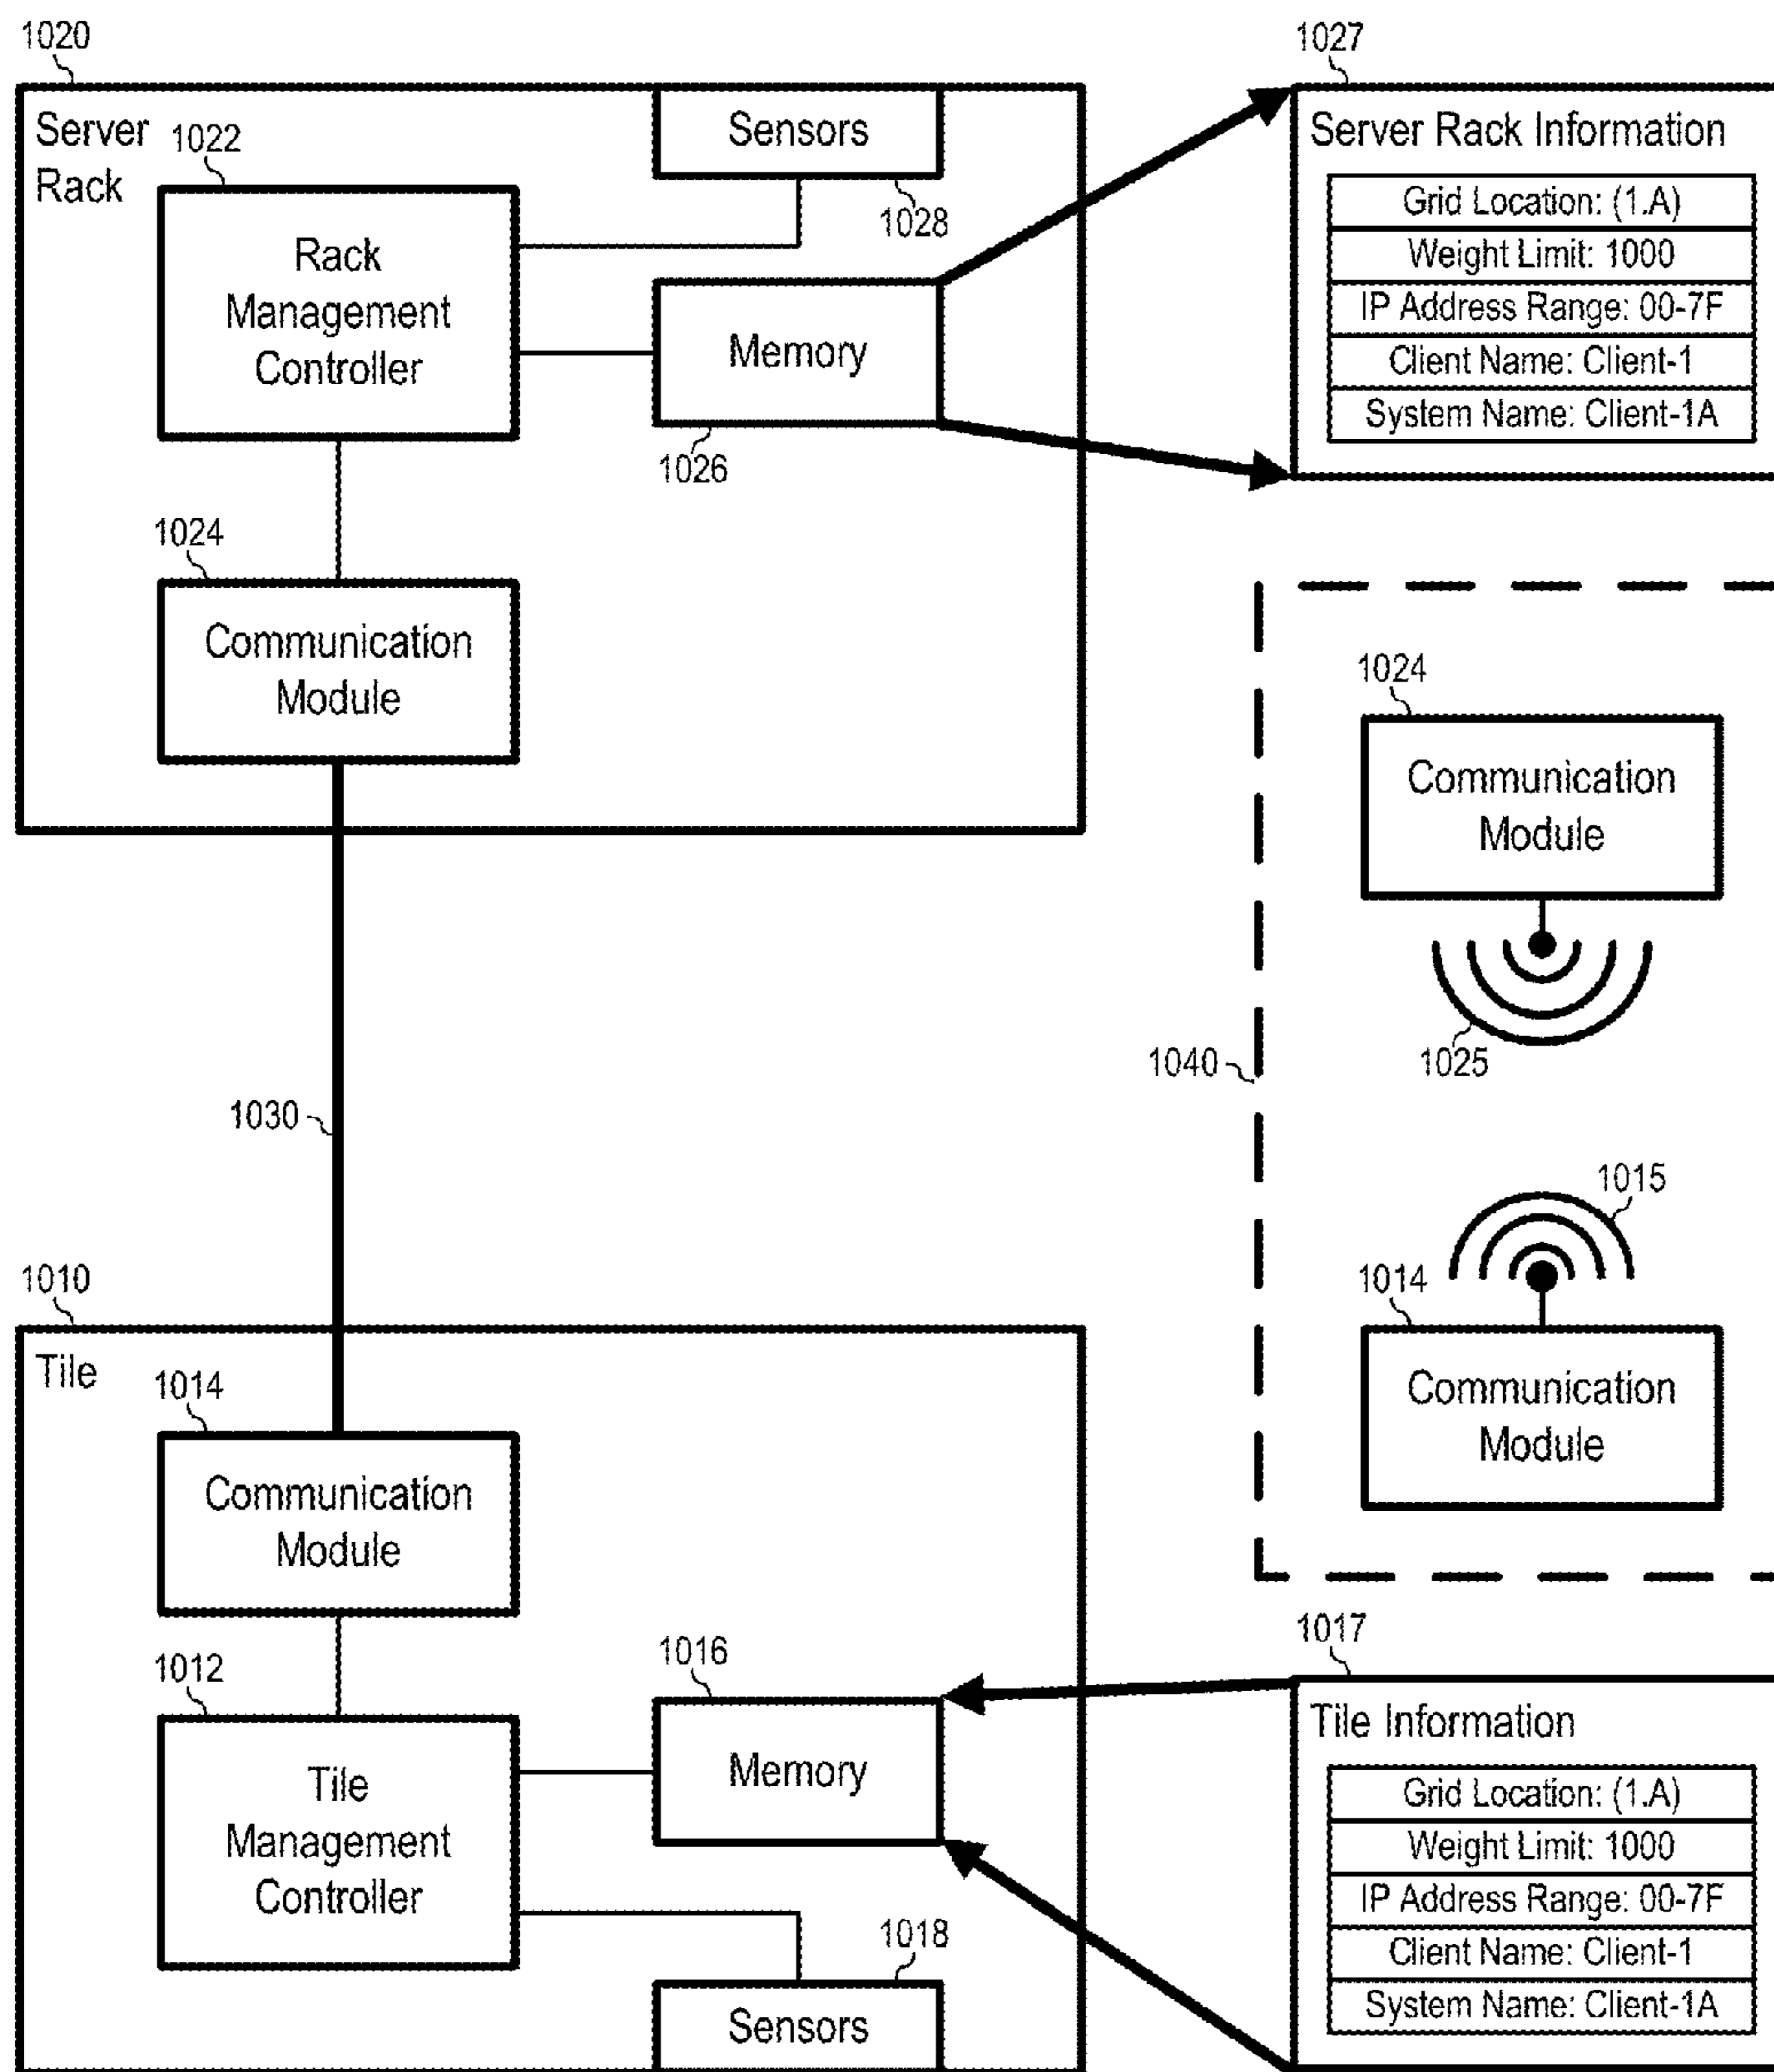 1020
Server
Rack
1022
Rack
Management
Controller
Sensors
1028
Memory
1026
1024
Communication
Module
1027
Server Rack Information
Grid Location: (1.A)
Weight Limit: 1000
IP Address Range: 00-7F
Client Name: Client-1
System Name: Client-1A
1030
1040
1024
Communication
Module
1025
1015
1014
Communication
Module
1010
Tile
1014
Communication
Module
1012
Tile
Management
Controller
1016
Memory
1018
Sensors
1017
Tile Information
Grid Location: (1.A)
Weight Limit: 1000
IP Address Range: 00-7F
Client Name: Client-1
System Name: Client-1A